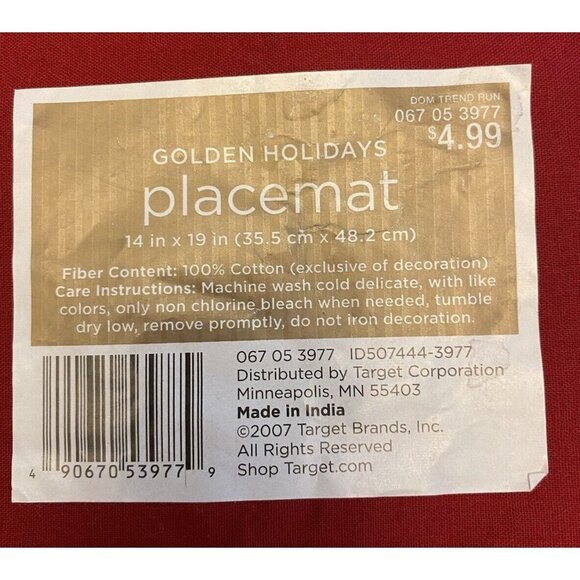 DOM TREND RUN
067 05 3977
$4.99
GOLDEN HOLIDAYS
placemat
14 in x 19 in (35.5 cm x 48.2 cm)
Fiber Content: 100% Cotton (exclusive of decoration)
Care Instructions: Machine wash cold delicate, with like
colors, only non chlorine bleach when needed, tumble
dry low, remove promptly, do not iron decoration.
067 05 3977 ID507444-3977
Distributed by Target Corporation
Minneapolis, MN 55403
Made in India
©2007 Target Brands, Inc.
All Rights Reserved
Shop Target.com
4 90670 53977 9